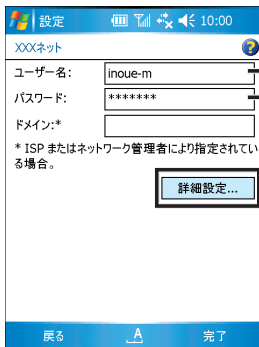 設定 10:00
XXXネット
ユーザー名: inoue-m
パスワード: *******
ドメイン:*
* ISP またはネットワーク管理者により指定されてい
る場合。
詳細設定...
戻る A 完了